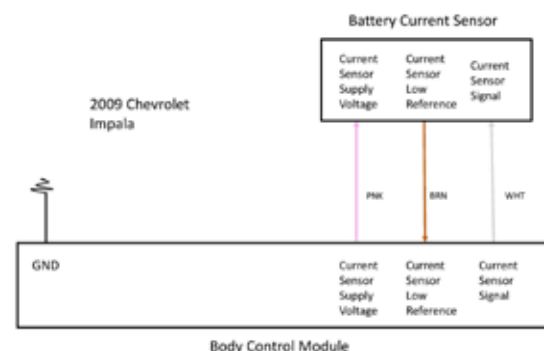 Battery Current Sensor
Current
Sensor
Supply
Voltage
Current
Sensor
Low
Reference
Current
Sensor
Signal
2009 Chevrolet
Impala
PNK
BRN
WHT
GND
Current
Sensor
Supply
Voltage
Current
Sensor
Low
Reference
Current
Sensor
Signal
Body Control Module